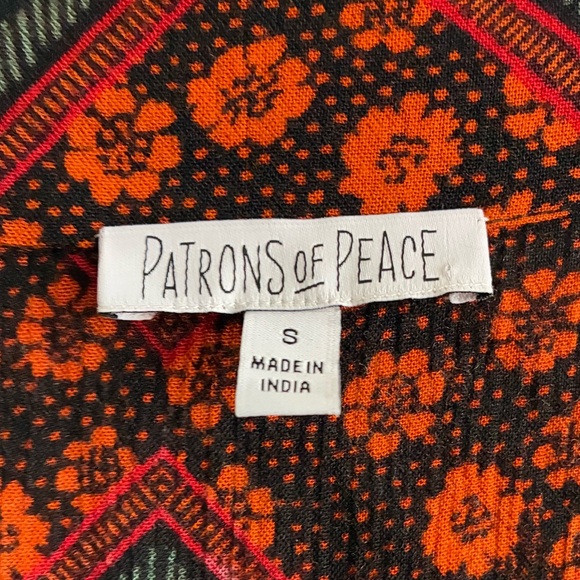 PATRONS OF PEACE
S
MADE IN
INDIA